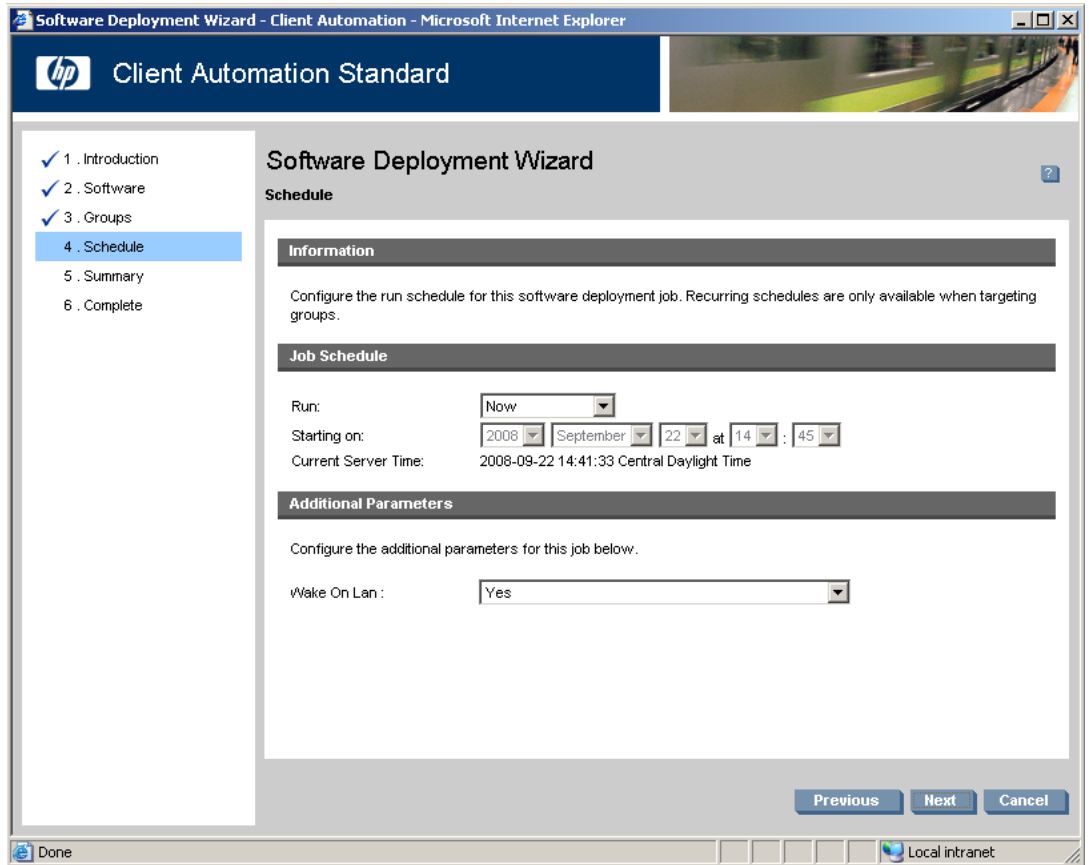 Software Deployment Wizard - Client Automation - Microsoft Internet Explorer
hp Client Automation Standard
1 . Introduction
2 . Software
3 . Groups
4 . Schedule
5 . Summary
6 . Complete
Software Deployment Wizard
?
Schedule
Information
Configure the run schedule for this software deployment job. Recurring schedules are only available when targeting
groups.
Job Schedule
Run: Now
Starting on: 2008 September 22 at 14 : 45
Current Server Time: 2008-09-22 14:41:33 Central Daylight Time
Additional Parameters
Configure the additional parameters for this job below.
Wake On Lan : Yes
Previous Next Cancel
Done Local intranet